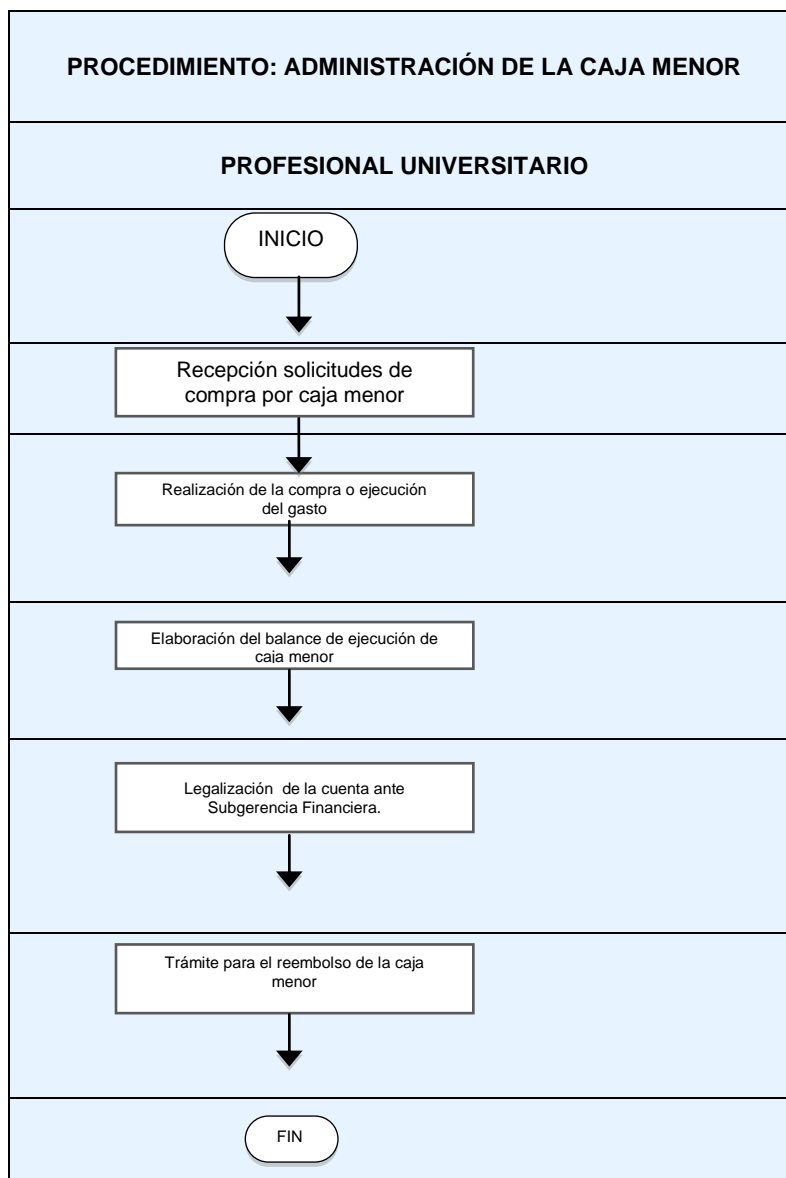 PROCEDIMIENTO: ADMINISTRACIÓN DE LA CAJA MENOR
PROFESIONAL UNIVERSITARIO
INICIO
Recepción solicitudes de
compra por caja menor
Realización de la compra o ejecución
del gasto
Elaboración del balance de ejecución de
caja menor
Legalización de la cuenta ante
Subgerencia Financiera.
Trámite para el reembolso de la caja
menor
FIN